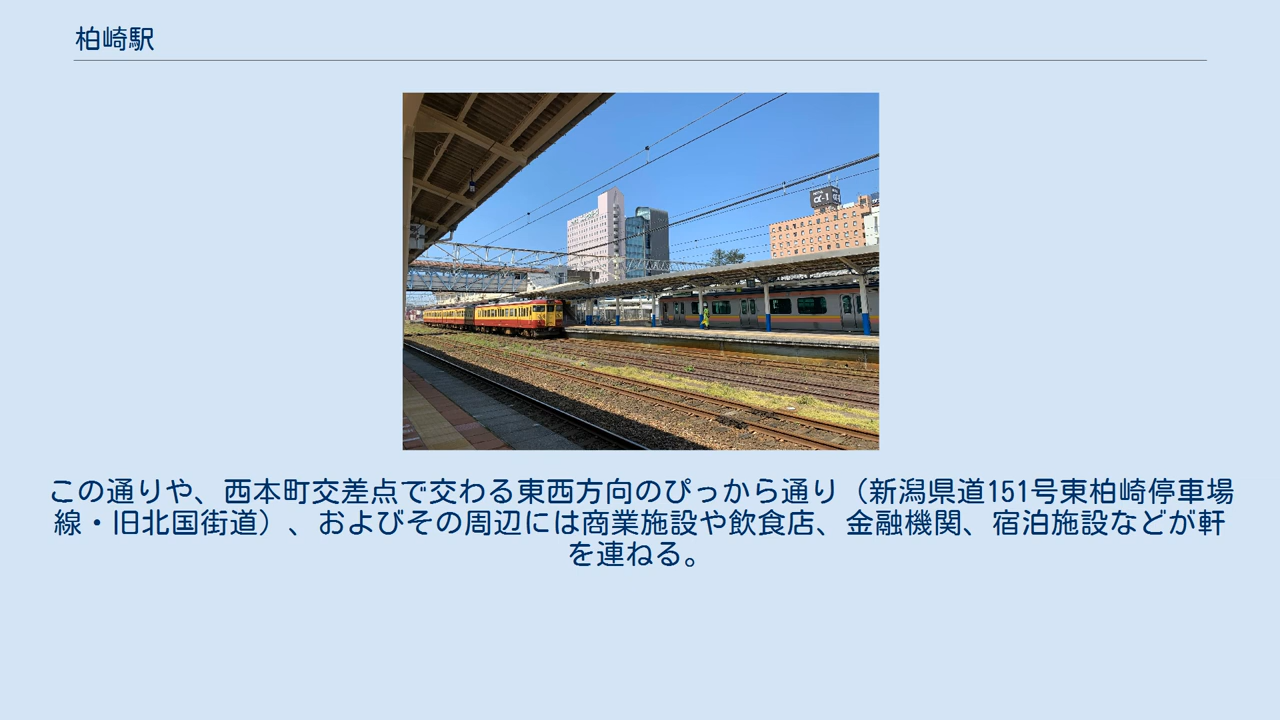 柏崎駅
α-1
この通りや、西本町交差点で交わる東西方向のぴっから通り（新潟県道151号東柏崎停車場
線・旧北国街道）、およびその周辺には商業施設や飲食店、金融機関、宿泊施設などが軒
を連ねる。